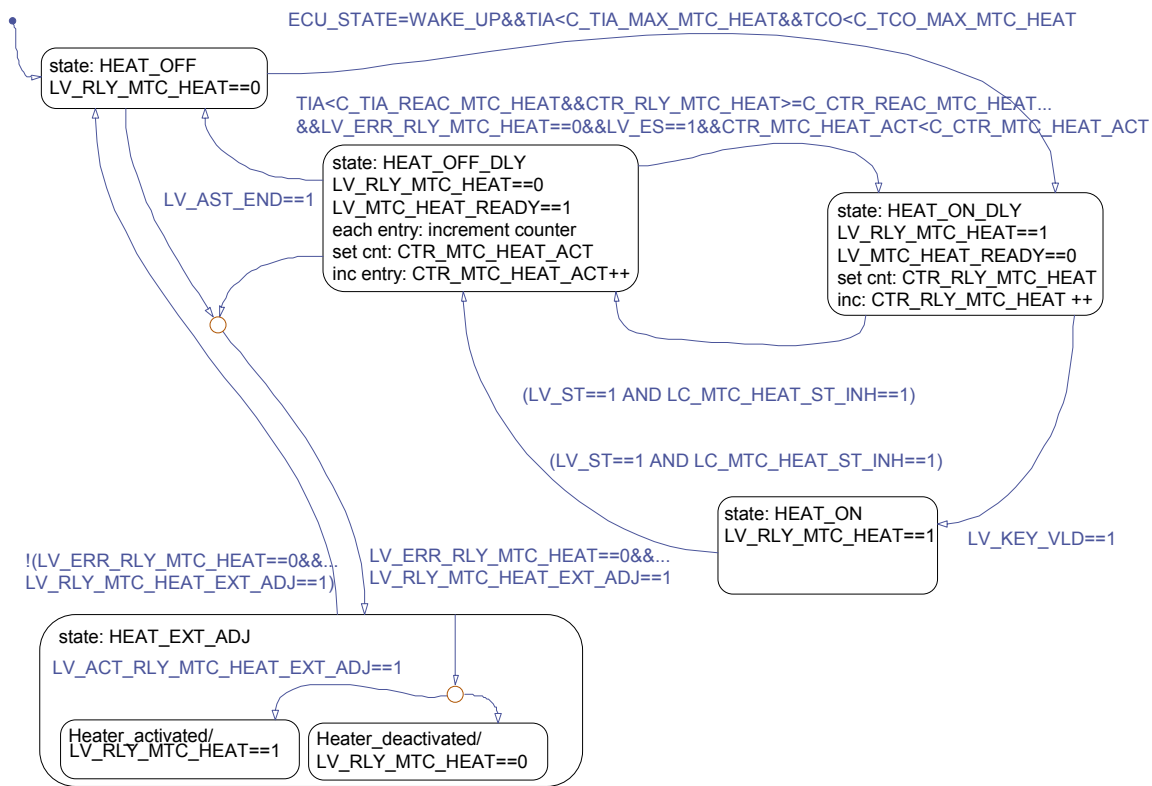 ECU_STATE=WAKE_UP&&TIA<C_TIA_MAX_MTC_HEAT&&TCO<C_TCO_MAX_MTC_HEAT
state: HEAT_OFF
LV_RLY_MTC_HEAT==0
TIA<C_TIA_REAC_MTC_HEAT&&CTR_RLY_MTC_HEAT>=C_CTR_REAC_MTC_HEAT...
&&LV_ERR_RLY_MTC_HEAT==0&&LV_ES==1&&CTR_MTC_HEAT_ACT<C_CTR_MTC_HEAT_ACT
state: HEAT_OFF_DLY
LV_RLY_MTC_HEAT==0
LV_MTC_HEAT_READY==1
each entry: increment counter
set cnt: CTR_MTC_HEAT_ACT
inc entry: CTR_MTC_HEAT_ACT++
LV_AST_END==1
state: HEAT_ON_DLY
LV_RLY_MTC_HEAT==1
LV_MTC_HEAT_READY==0
set cnt: CTR_RLY_MTC_HEAT
inc: CTR_RLY_MTC_HEAT ++
(LV_ST==1 AND LC_MTC_HEAT_ST_INH==1)
(LV_ST==1 AND LC_MTC_HEAT_ST_INH==1)
state: HEAT_ON
LV_RLY_MTC_HEAT==1
LV_KEY_VLD==1
!(LV_ERR_RLY_MTC_HEAT==0&&...
LV_RLY_MTC_HEAT_EXT_ADJ==1)
LV_ERR_RLY_MTC_HEAT==0&&...
LV_RLY_MTC_HEAT_EXT_ADJ==1
state: HEAT_EXT_ADJ
LV_ACT_RLY_MTC_HEAT_EXT_ADJ==1
Heater_activated/
LV_RLY_MTC_HEAT==1
Heater_deactivated/
LV_RLY_MTC_HEAT==0